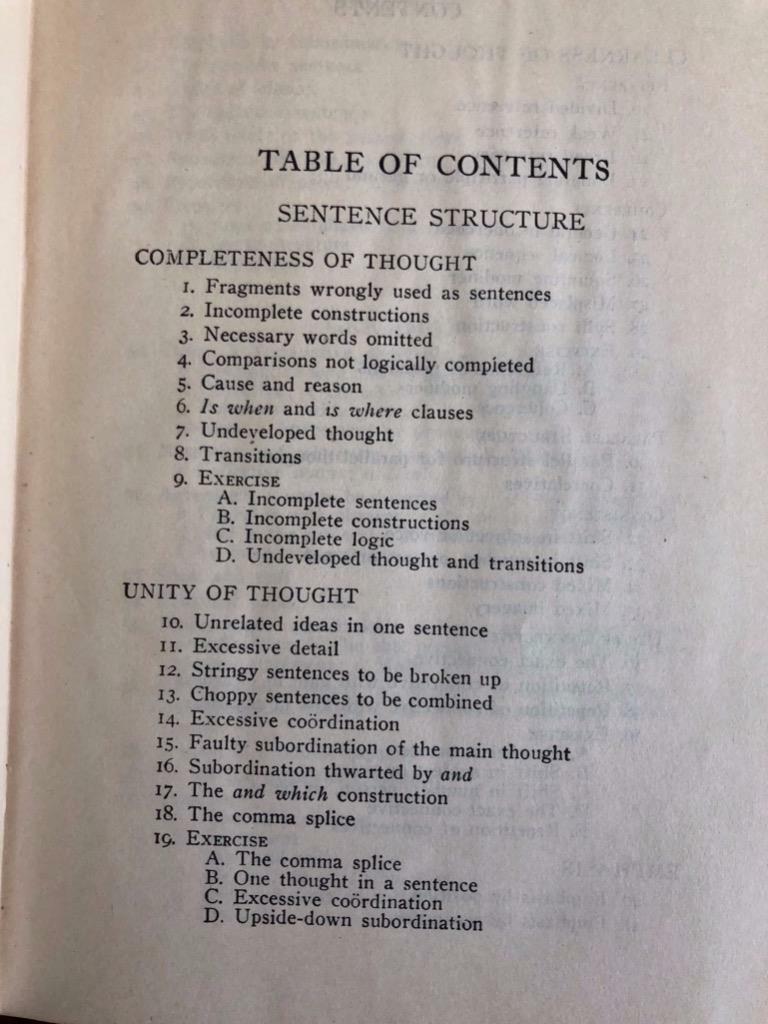 TABLE OF CONTENTS
SENTENCE STRUCTURE
COMPLETENESS OF THOUGHT
1. Fragments wrongly used as sentences
2. Incomplete constructions
3. Necessary words omitted
4. Comparisons not logically completed
5. Cause and reason
6. Is when and is where clauses
7. Undeveloped thought
8. Transitions
9. EXERCISE
A. Incomplete sentences
B. Incomplete constructions
C. Incomplete logic
D. Undeveloped thought and transitions
UNITY OF THOUGHT
10. Unrelated ideas in one sentence
11. Excessive detail
12. Stringy sentences to be broken up
13. Choppy sentences to be combined
14. Excessive coördination
15. Faulty subordination of the main thought
16. Subordination thwarted by and
17. The and which construction
18. The comma splice
19. EXERCISE
A. The comma splice
B. One thought in a sentence
C. Excessive coördination
D. Upside-down subordination